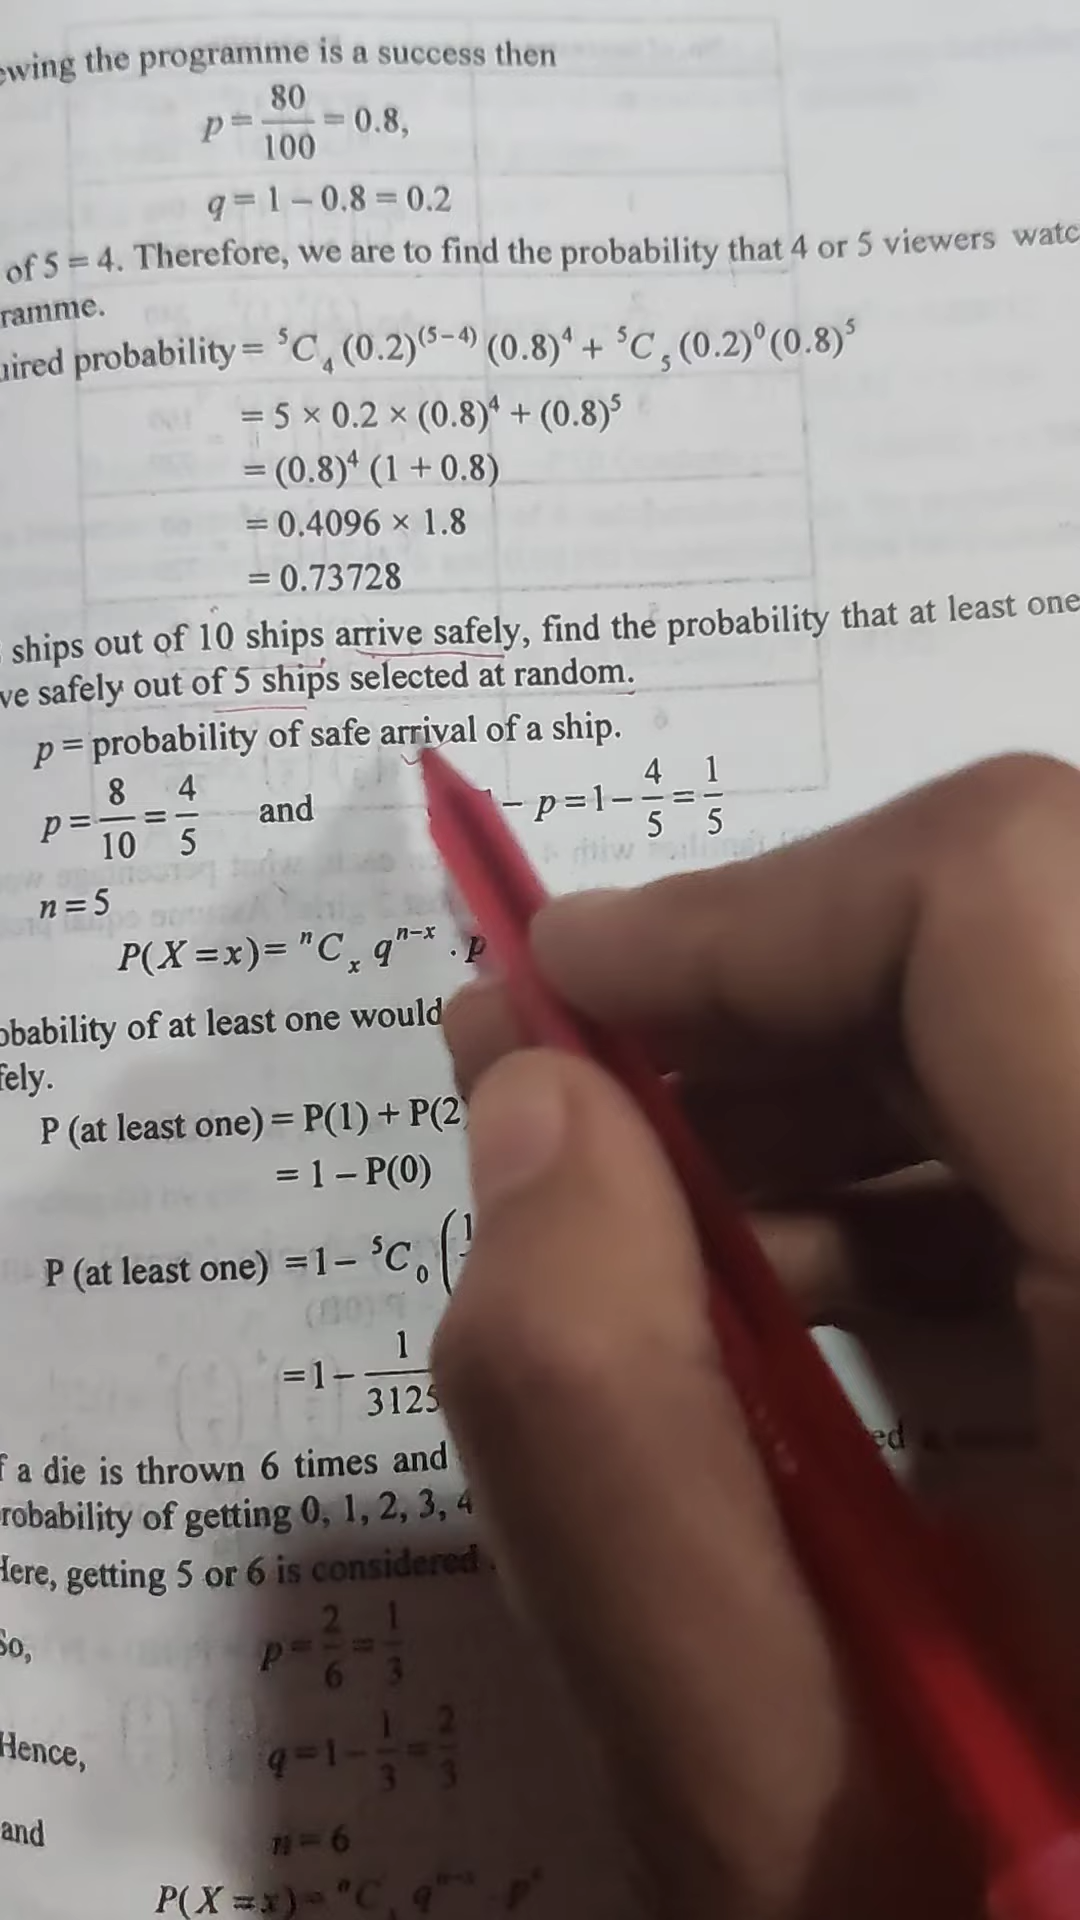 ewing the programme is a success then
p = 80/100 = 0.8,
q = 1 – 0.8 = 0.2
of 5 = 4. Therefore, we are to find the probability that 4 or 5 viewers watc
ramme.
uired probability = ⁵C₄ (0.2)⁽⁵⁻⁴⁾ (0.8)⁴ + ⁵C₅ (0.2)⁰ (0.8)⁵
= 5 × 0.2 × (0.8)⁴ + (0.8)⁵
= (0.8)⁴ (1 + 0.8)
= 0.4096 × 1.8
= 0.73728
ships out of 10 ships arrive safely, find the probability that at least one
ve safely out of 5 ships selected at random.
p = probability of safe arrival of a ship.
p = 8/10 = 4/5 and – p = 1 – 4/5 = 1/5
n = 5
P(X = x) = ⁿCₓ qⁿ⁻ˣ . p
obability of at least one would
fely.
P (at least one) = P(1) + P(2
= 1 – P(0)
P (at least one) = 1 – ⁵C₀ (1
= 1 – 1/3125
f a die is thrown 6 times and ed
robability of getting 0, 1, 2, 3, 4
Here, getting 5 or 6 is considered
So, p = 2/6 = 1/3
Hence, q = 1 – 1/3 = 2/3
and n = 6
P(X = x) = ⁿCₓ qⁿ⁻ˣ . pˣ